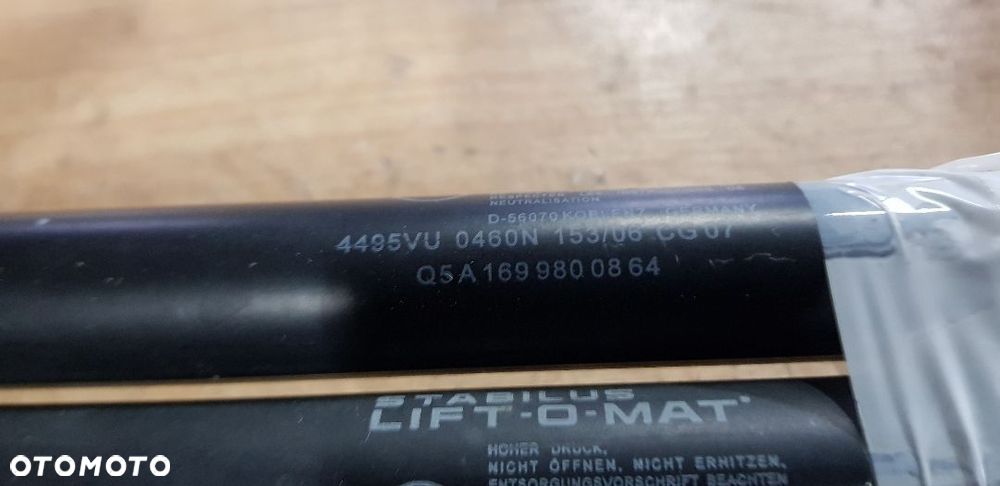 NEUTRALISATION
D-56070 KOBLENZ, GERMANY
4495VU 0460N 153/06 CG 07
Q5 A 169 980 08 64
STABILUS
LIFT-O-MAT
HOHER DRUCK,
NICHT ÖFFNEN, NICHT ERHITZEN,
ENTSORGUNGSVORSCHRIFT BEACHTEN
OTOMOTO